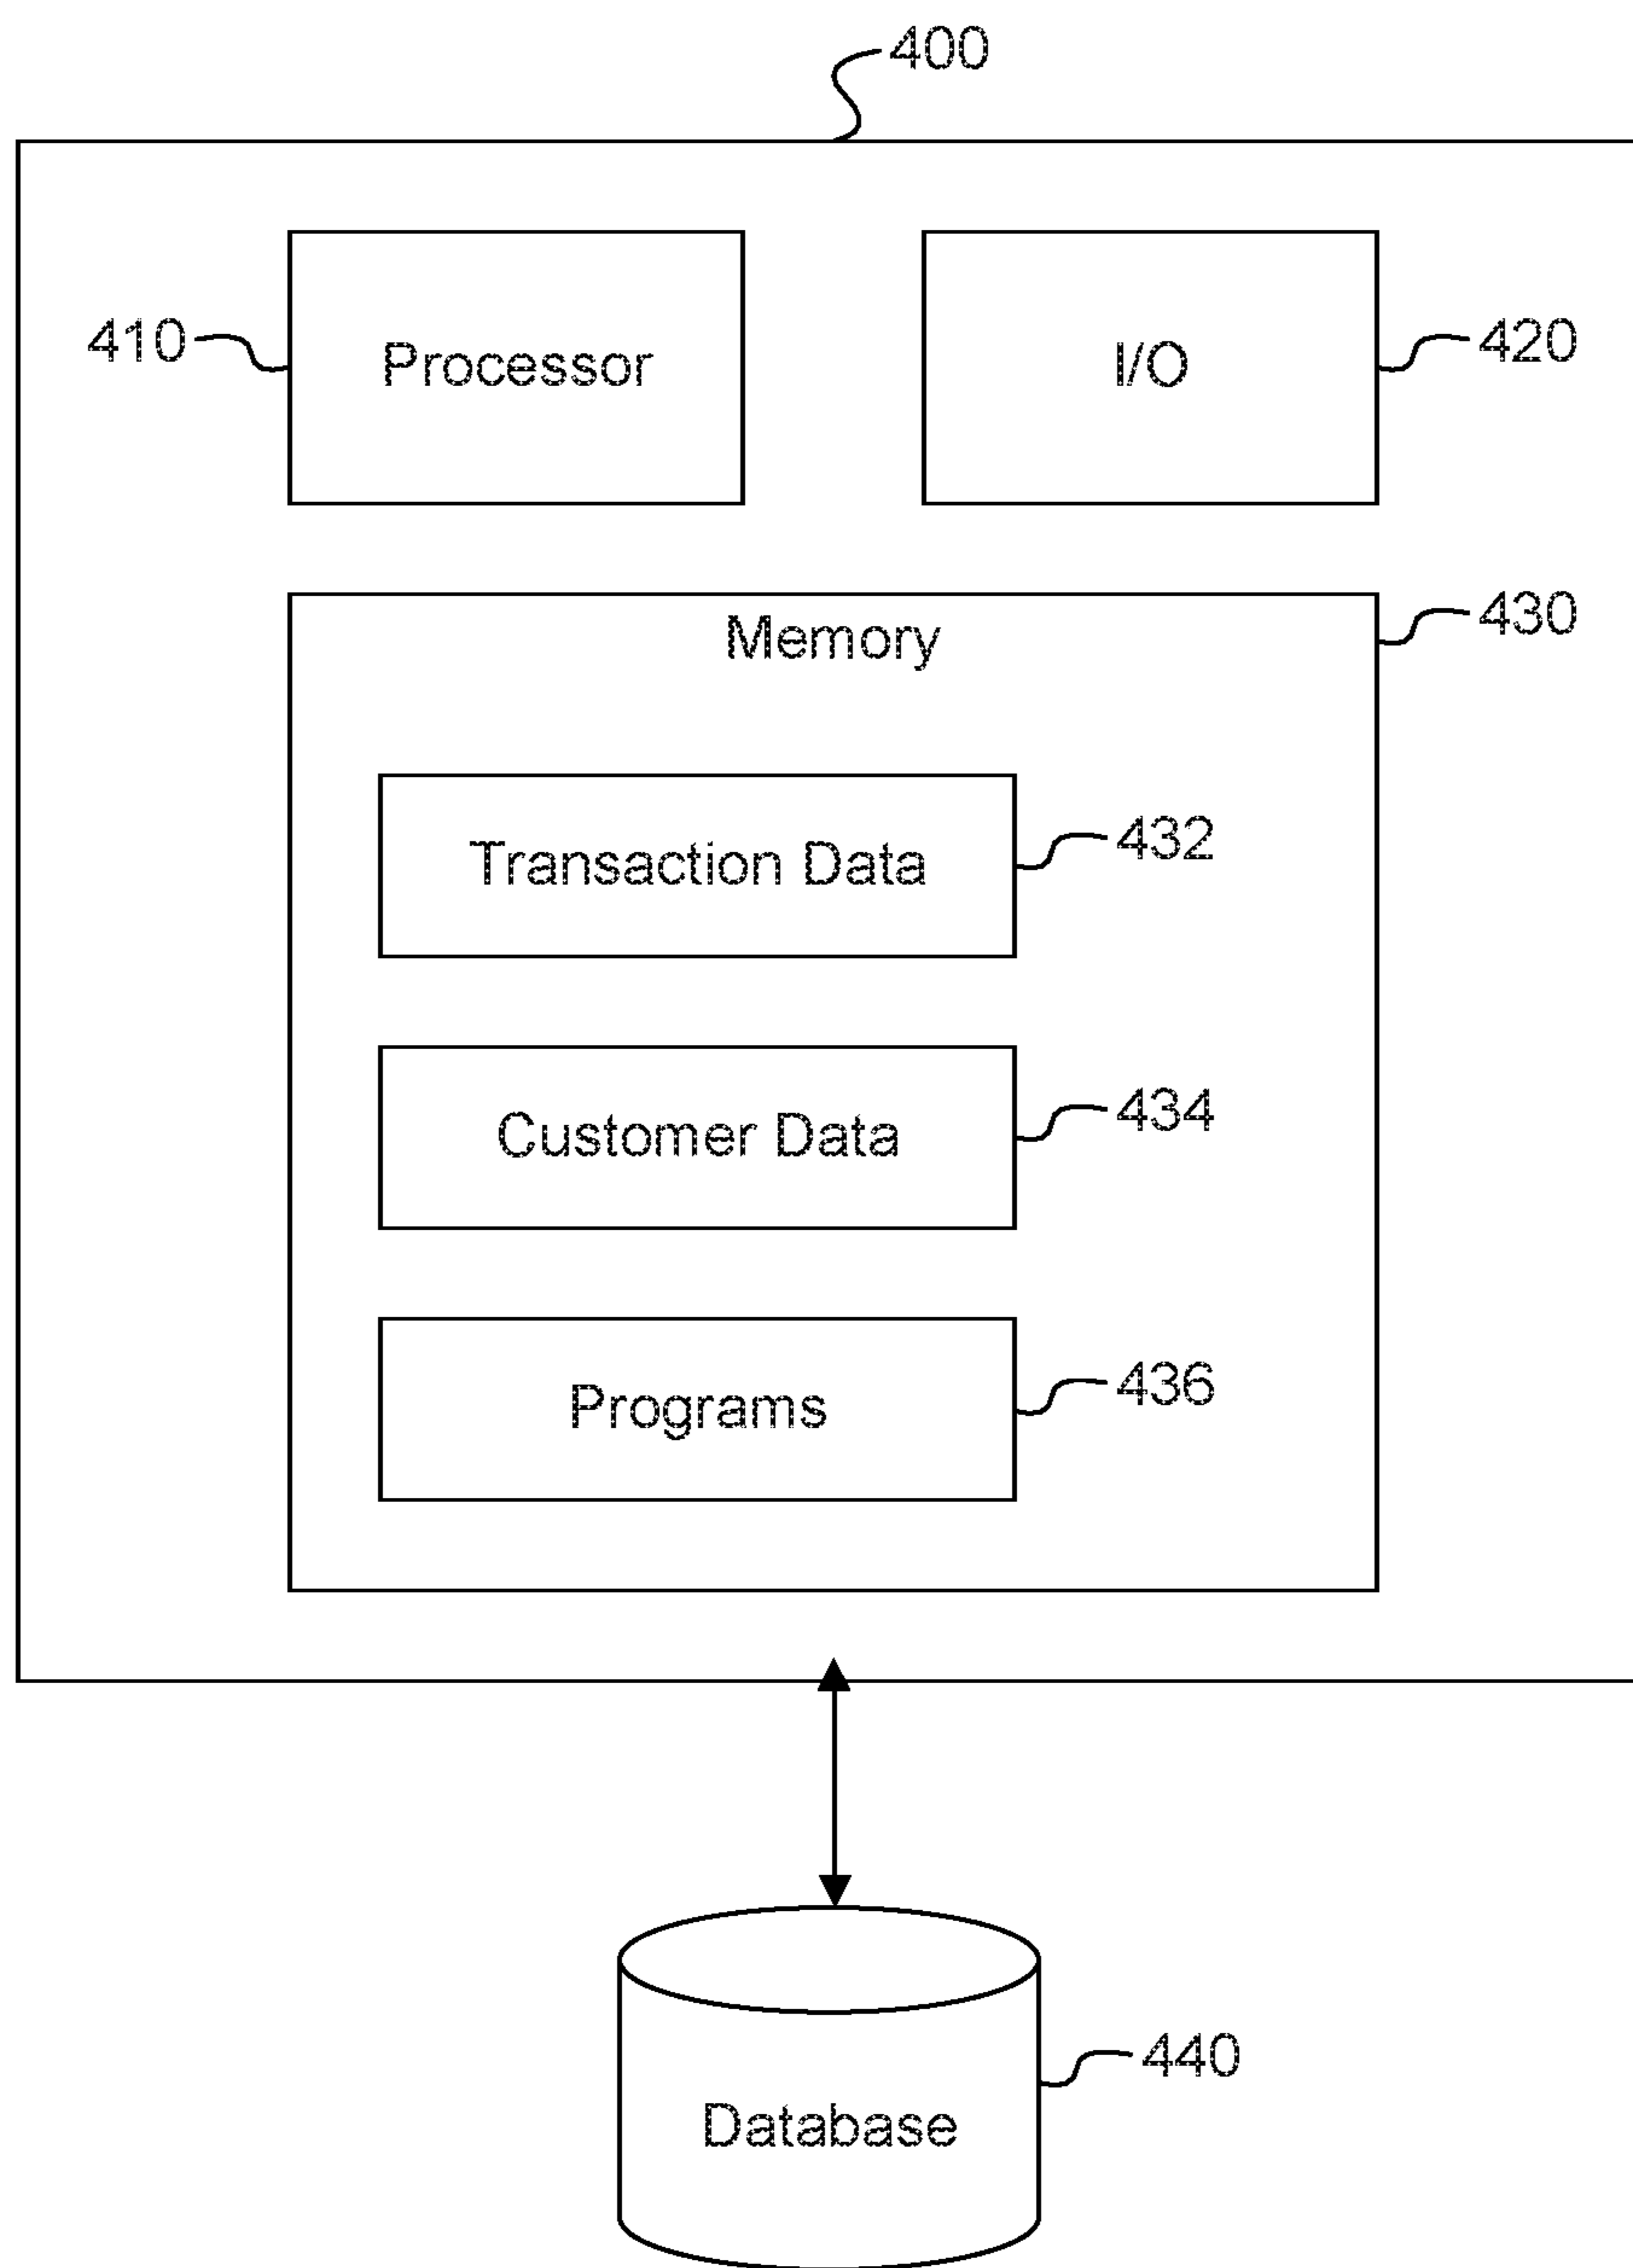 400
410
Processor
I/O
420
Memory
430
Transaction Data
432
Customer Data
434
Programs
436
Database
440